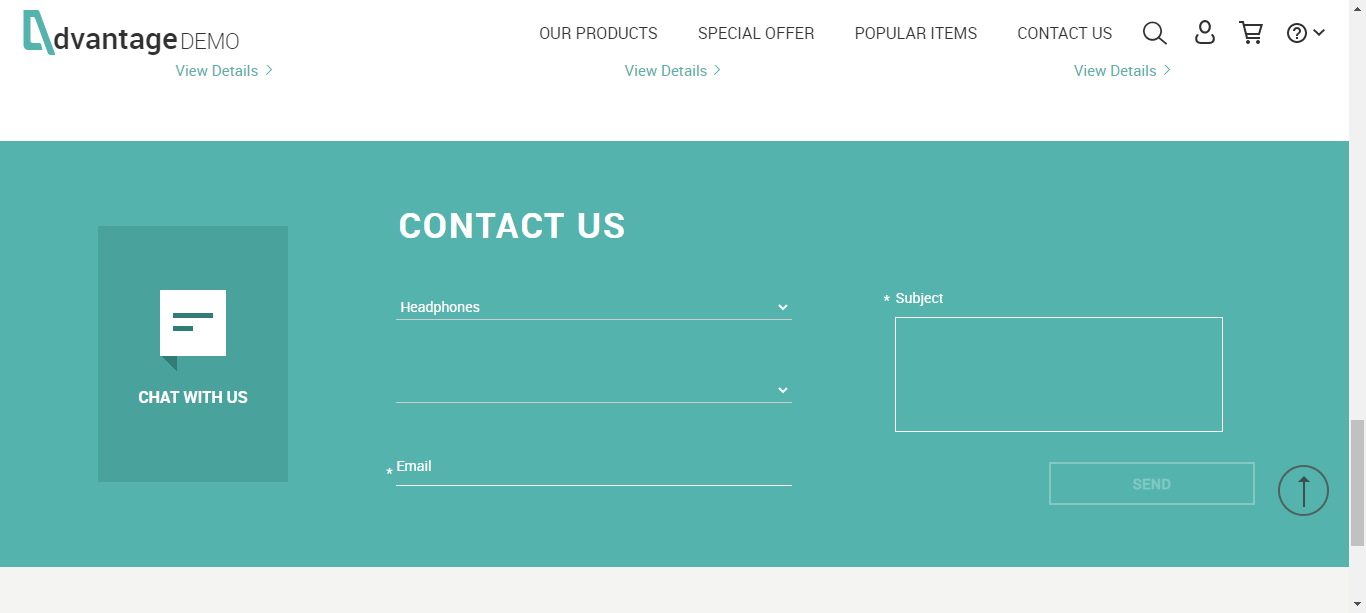 dvantage DEMO
OUR PRODUCTS SPECIAL OFFER POPULAR ITEMS CONTACT US
View Details View Details View Details
CONTACT US
CHAT WITH US
Headphones
* Email
* Subject
SEND